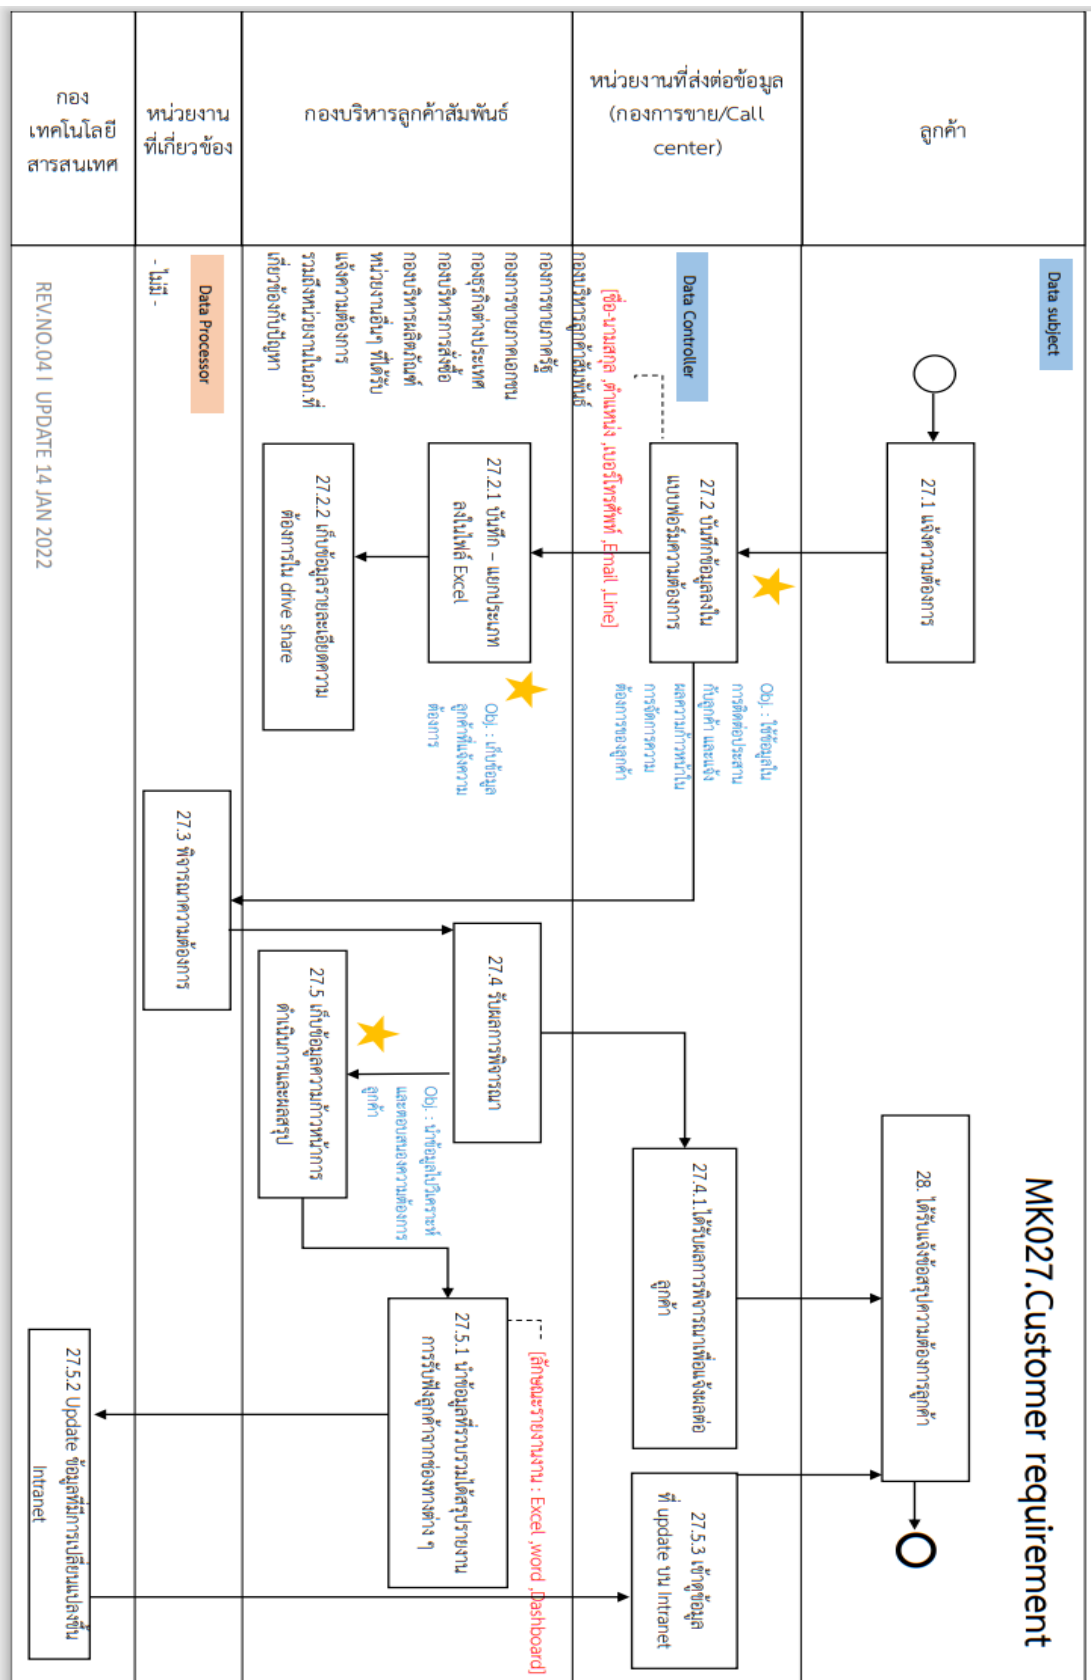 MK027.Customer requirement
ลูกค้า
Data subject
27.1 แจ้งความต้องการ
28. ได้รับแจ้งข้อสรุปความต้องการลูกค้า
หน่วยงานที่ส่งต่อข้อมูล
(กองการขาย/Call
center)
Data Controller
[ชื่อ-นามสกุล ,ตำแหน่ง ,เบอร์โทรศัพท์ ,Email ,Line]
27.2 บันทึกข้อมูลลงใน
แบบฟอร์มความต้องการ
Obj. : ใช้ข้อมูลใน
การติดต่อประสาน
กับลูกค้า และแจ้ง
ผลความก้าวหน้าใน
การจัดการความ
ต้องการของลูกค้า
27.4.1.ได้รับผลการพิจารณาเพื่อแจ้งผลต่อ
ลูกค้า
27.5.3 เข้าดูข้อมูล
ที่ update บน Intranet
กองบริหารลูกค้าสัมพันธ์
กองบริหารลูกค้าสัมพันธ์
กองการขายภาครัฐ
กองการขายภาคเอกชน
กองธุรกิจต่างประเทศ
กองบริหารการสั่งซื้อ
กองบริหารผลิตภัณฑ์
หน่วยงานอื่นๆ ที่ได้รับ
แจ้งความต้องการ
รวมถึงหน่วยงานในอภ.ที่
เกี่ยวข้องกับปัญหา
27.2.1 บันทึก – แยกประเภท
ลงในไฟล์ Excel
Obj. : เก็บข้อมูล
ลูกค้าที่แจ้งความ
ต้องการ
27.2.2 เก็บข้อมูลรายละเอียดความ
ต้องการใน drive share
27.4 รับผลการพิจารณา
Obj. : นำข้อมูลไปวิเคราะห์
และตอบสนองความต้องการ
ลูกค้า
27.5 เก็บข้อมูลความก้าวหน้าการ
ดำเนินการและผลสรุป
[ลักษณะรายงานงาน : Excel ,word ,Dashboard]
27.5.1 นำข้อมูลที่รวบรวมได้สรุปรายงาน
การรับฟังลูกค้าจากช่องทางต่าง ๆ
หน่วยงาน
ที่เกี่ยวข้อง
Data Processor
- ไม่มี -
27.3 พิจารณาความต้องการ
กอง
เทคโนโลยี
สารสนเทศ
27.5.2 Update ข้อมูลที่มีการเปลี่ยนแปลงขึ้น
Intranet
REV.NO.04 | UPDATE 14 JAN 2022